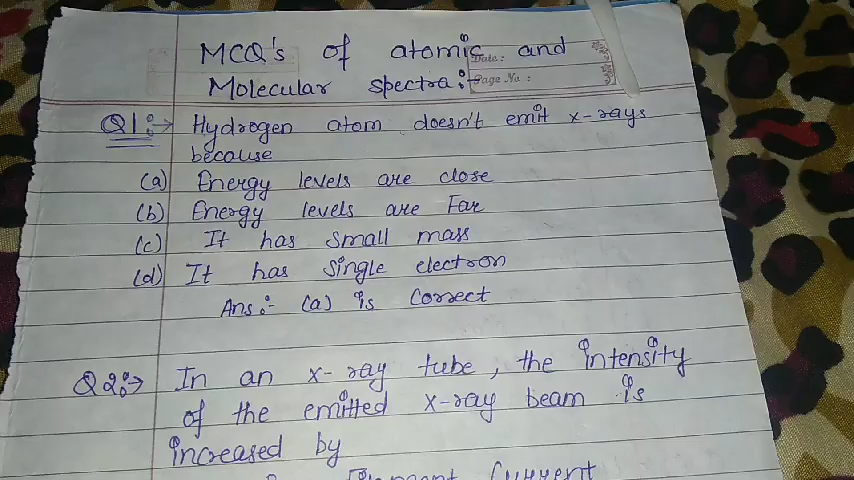 MCQ's of atomic and
Date:
Molecular spectra:-
Page No:
Q1:→ Hydrogen atom doesn't emit x-rays
because
(a) Energy levels are close
(b) Energy levels are Far
(c) It has small mass
(d) It has single electron
Ans:- (a) is correct
Q2:→ In an x-ray tube, the intensity
of the emitted x-ray beam is
increased by
Current